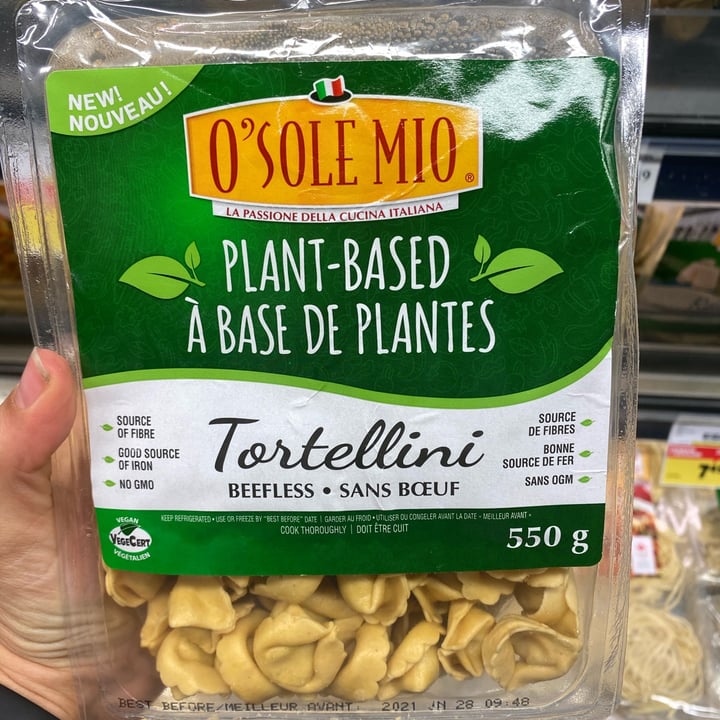 NEW!
NOUVEAU!
O'SOLE MIO®
LA PASSIONE DELLA CUCINA ITALIANA
PLANT-BASED
À BASE DE PLANTES
SOURCE
OF FIBRE
GOOD SOURCE
OF IRON
NO GMO
Tortellini
BEEFLESS • SANS BŒUF
SOURCE
DE FIBRES
BONNE
SOURCE DE FER
SANS OGM
KEEP REFRIGERATED • USE OR FREEZE BY "BEST BEFORE" DATE | GARDER AU FROID • UTILISER OU CONGELER AVANT LA DATE « MEILLEUR AVANT »
COOK THOROUGHLY | DOIT ÊTRE CUIT
550 g
VEGAN
VEGECERT
VÉGÉTALIEN
BEST BEFORE/MEILLEUR AVANT: 2021 JN 28 09:48